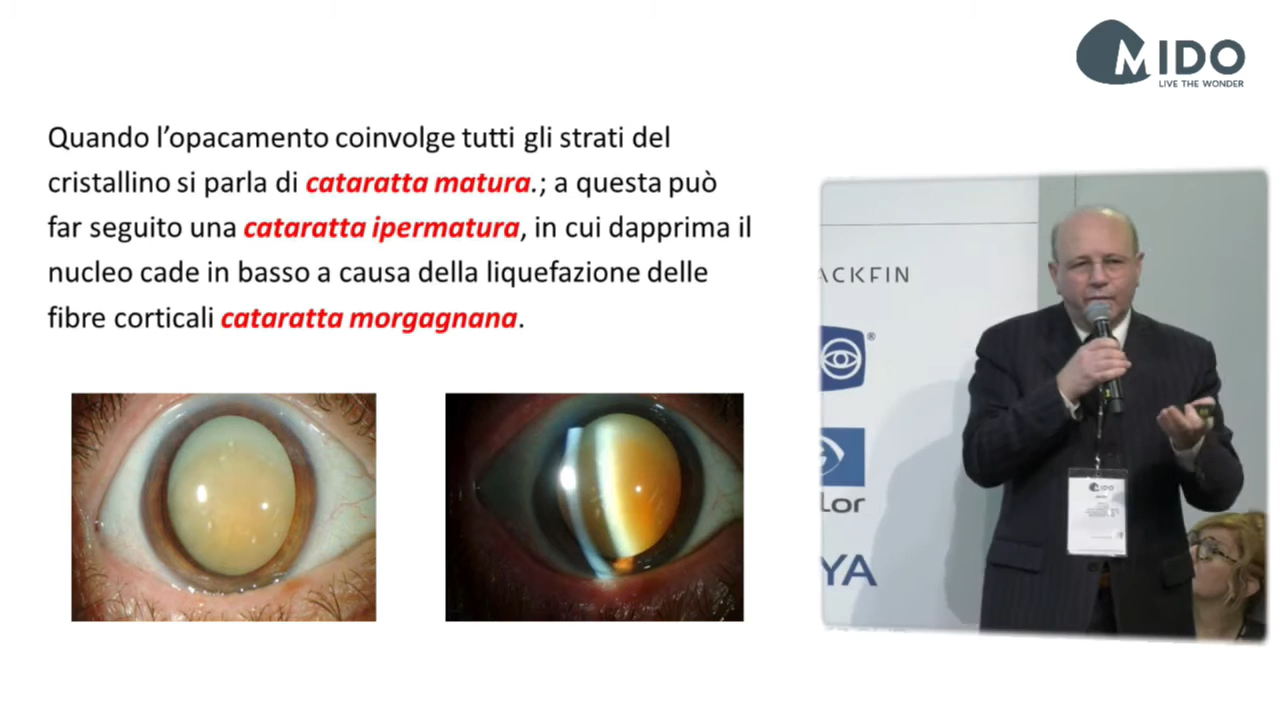 MIDO
LIVE THE WONDER
Quando l’opacamento coinvolge tutti gli strati del
cristallino si parla di cataratta matura.; a questa può
far seguito una cataratta ipermatura, in cui dapprima il
nucleo cade in basso a causa della liquefazione delle
fibre corticali cataratta morgagnana.
ACKFIN
®
Lor
YA
MIDO